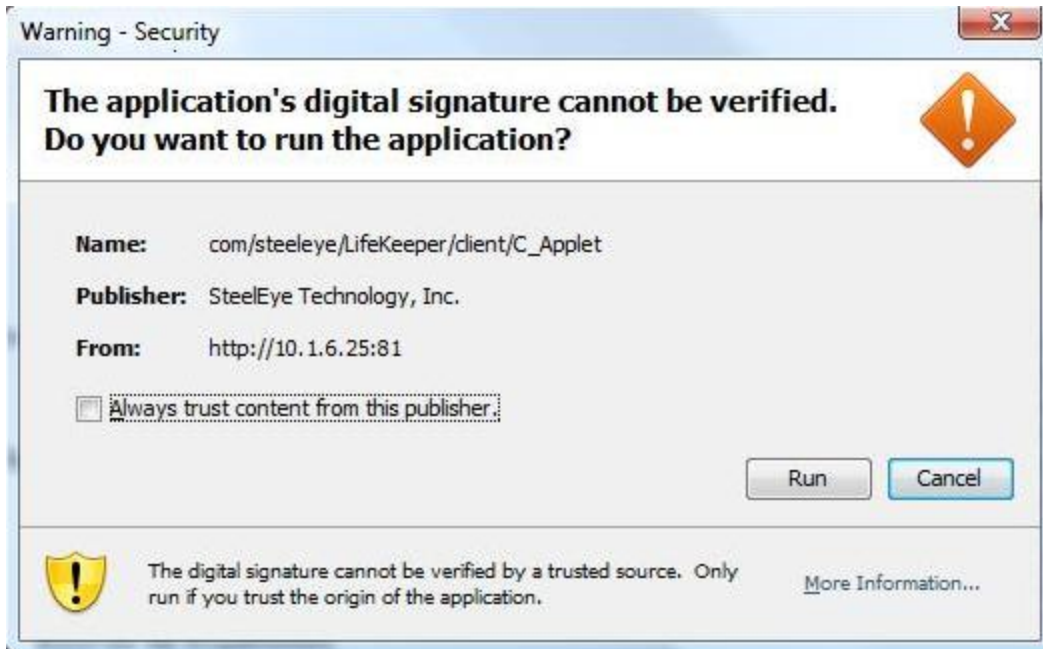 Warning - Security
The application's digital signature cannot be verified.
Do you want to run the application?
Name: com/steeleye/LifeKeeper/client/C_Applet
Publisher: SteelEye Technology, Inc.
From: http://10.1.6.25:81
Always trust content from this publisher.
Run Cancel
The digital signature cannot be verified by a trusted source. Only
run if you trust the origin of the application.
More Information...